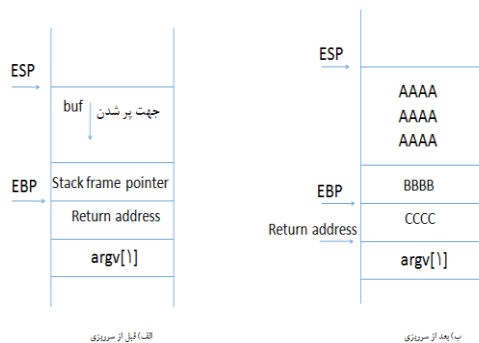 ESP
buf
جهت پر شدن
EBP
Stack frame pointer
Return address
argv[۱]
الف) قبل از سرریزی
ESP
AAAA
AAAA
AAAA
EBP
BBBB
CCCC
Return address
argv[۱]
ب) بعد از سرریزی